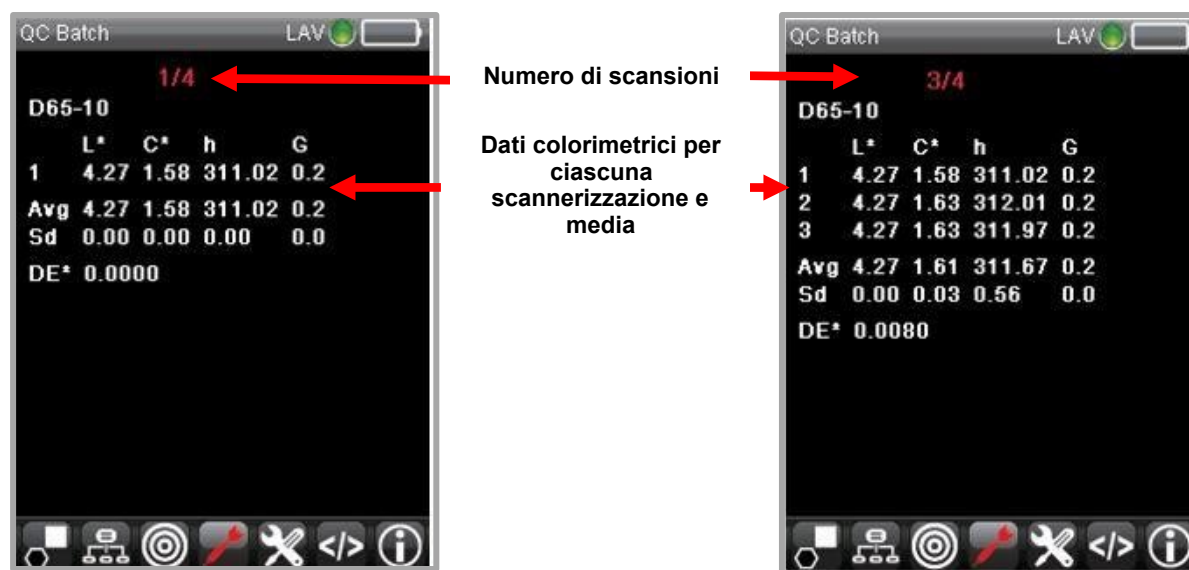 QC Batch LAV
1/4
D65-10
L* C* h G
1 4.27 1.58 311.02 0.2
Avg 4.27 1.58 311.02 0.2
Sd 0.00 0.00 0.00 0.0
DE* 0.0000
</>
i
Numero di scansioni
Dati colorimetrici per
ciascuna
scannerizzazione e
media
QC Batch LAV
3/4
D65-10
L* C* h G
1 4.27 1.58 311.02 0.2
2 4.27 1.63 312.01 0.2
3 4.27 1.63 311.97 0.2
Avg 4.27 1.61 311.67 0.2
Sd 0.00 0.03 0.56 0.0
DE* 0.0080
</>
i